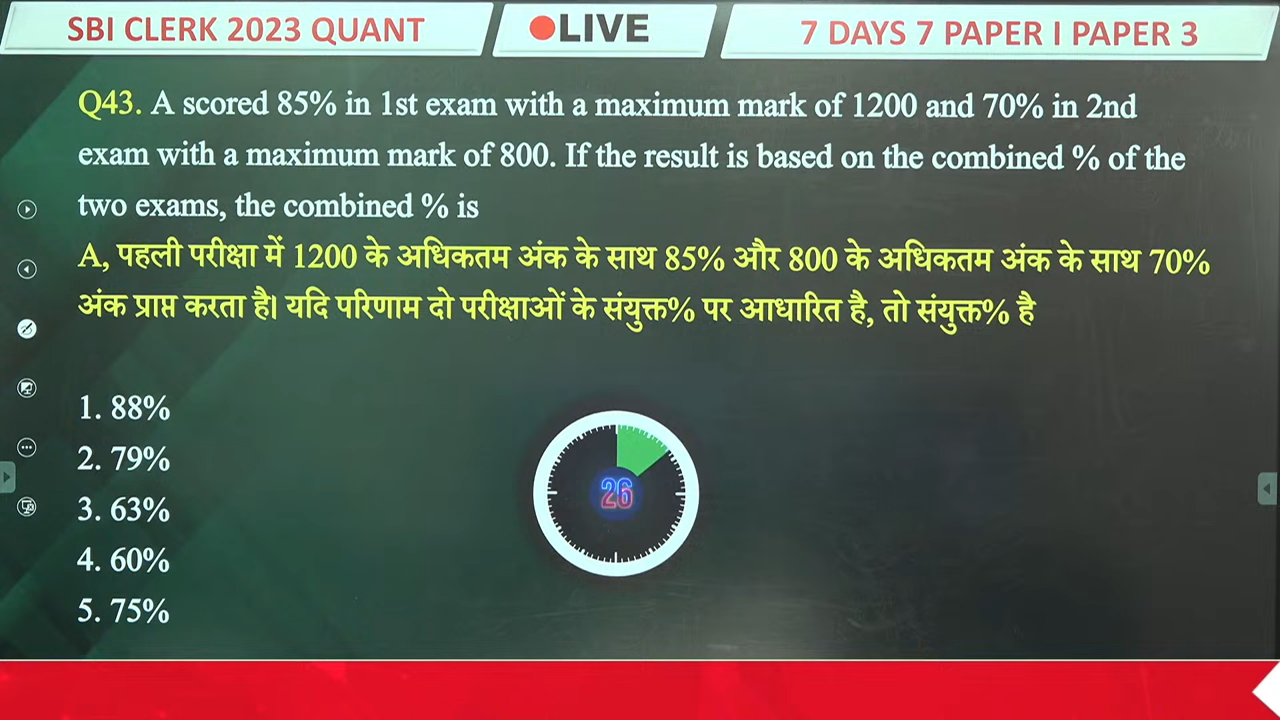 SBI CLERK 2023 QUANT
LIVE
7 DAYS 7 PAPER I PAPER 3
Q43. A scored 85% in 1st exam with a maximum mark of 1200 and 70% in 2nd
exam with a maximum mark of 800. If the result is based on the combined % of the
two exams, the combined % is
A, पहली परीक्षा में 1200 के अधिकतम अंक के साथ 85% और 800 के अधिकतम अंक के साथ 70%
अंक प्राप्त करता है। यदि परिणाम दो परीक्षाओं के संयुक्त% पर आधारित है, तो संयुक्त% है
1. 88%
2. 79%
3. 63%
4. 60%
5. 75%
26